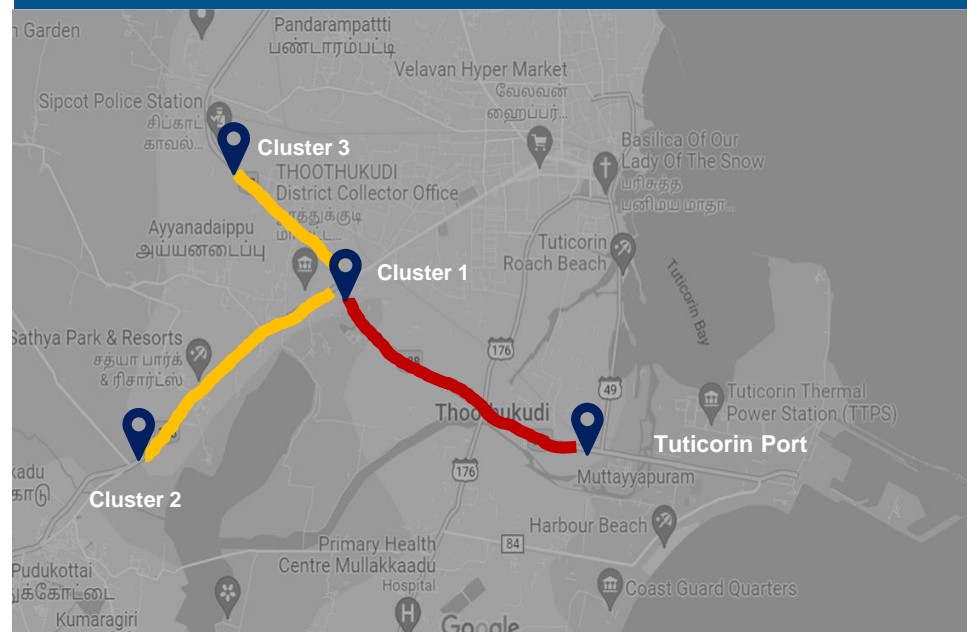 Garden
Pandarampattti
பண்டாரம்பட்டி
Velavan Hyper Market
வேலவன்
ஹைப்பர்...
Sipcot Police Station
சிப்காட்
காவல்...
Basilica Of Our
Lady Of The Snow
பரிசுத்த
பனிமய மாதா...
Cluster 3
THOOTHUKUDI
District Collector Office
Ayyanadaippu
அய்யனடைப்பு
Tuticorin
Roach Beach
Cluster 1
Tuticorin Bay
Sathya Park & Resorts
சத்யா பார்க்
& ரிசார்ட்ஸ்
176
49
Tuticorin Thermal
Power Station (TTPS)
Thoothukudi
Tuticorin Port
176
Muttayyapuram
Cluster 2
Harbour Beach
84
Primary Health
Centre Mullakkaadu
Hospital
Pudukottai
Coast Guard Quarters
Kumaragiri
H
Google